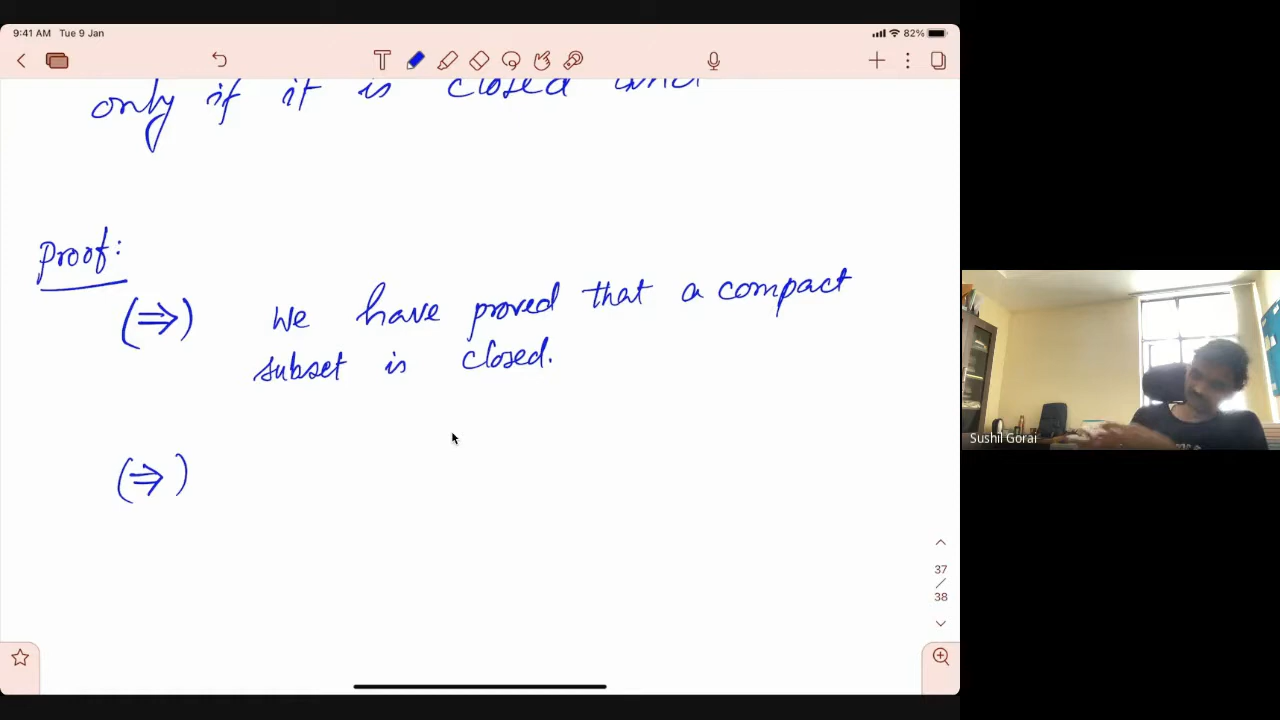 9:41 AM Tue 9 Jan
82%
T
only if it is closed
Proof:
(⇒) We have proved that a compact
subset is closed.
(⇒)
37
/
38
Sushil Gorai